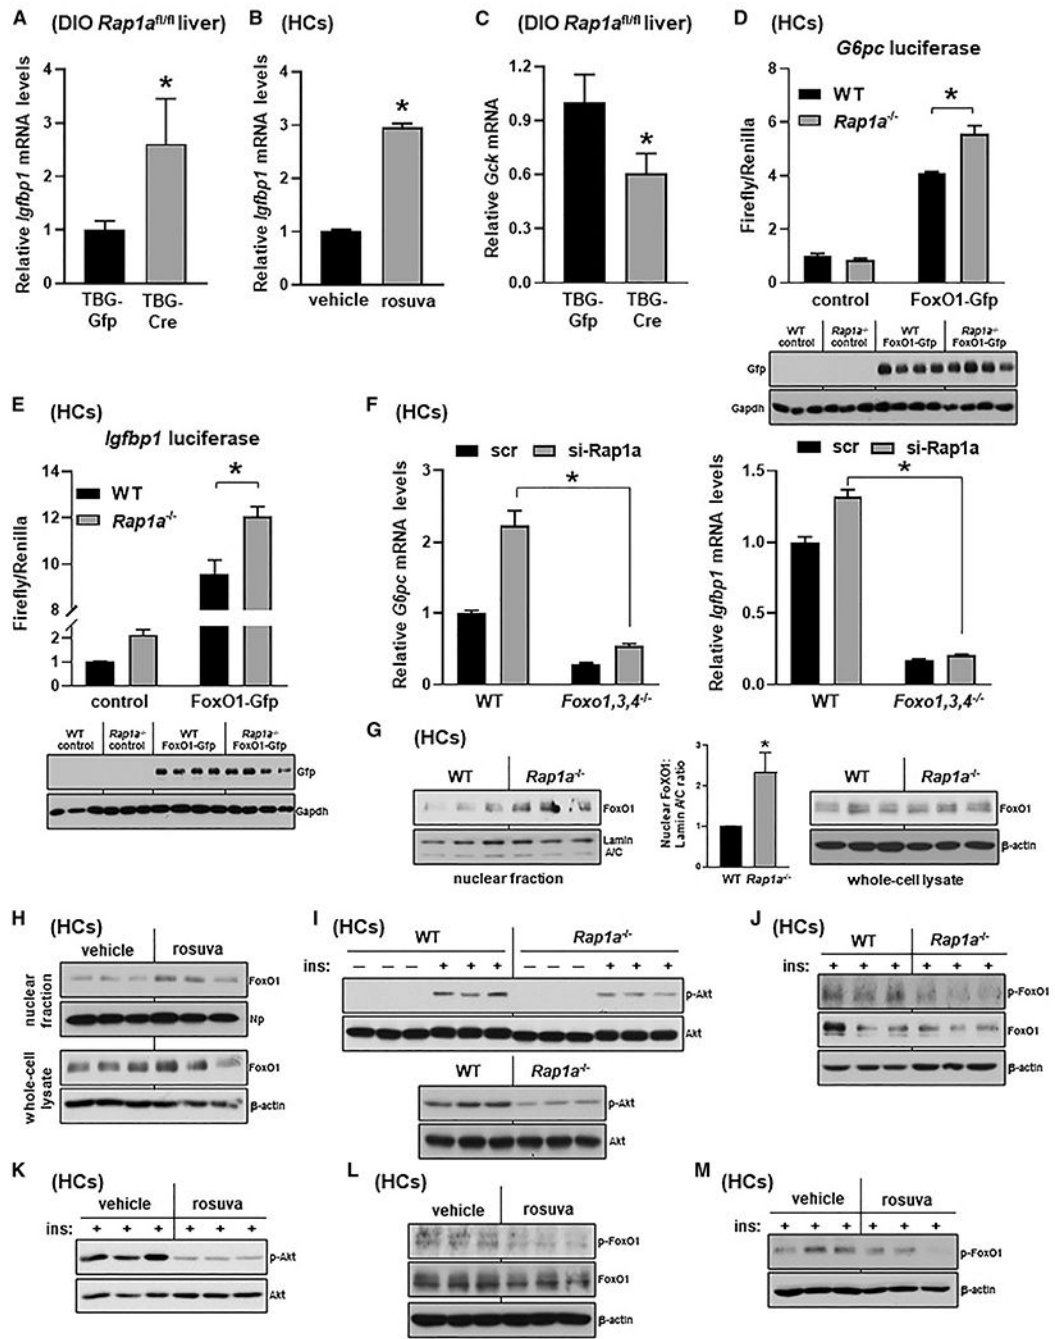 A (DIO Rap1a^fl/fl liver)
Relative Igfbp1 mRNA levels
4
3
2
1
0
*
TBG-Gfp
TBG-Cre
B (HCs)
Relative Igfbp1 mRNA levels
4
3
2
1
0
*
vehicle rosuva
C (DIO Rap1a^fl/fl liver)
Relative Gck mRNA
1.2
0.9
0.6
0.3
0.0
*
TBG-Gfp
TBG-Cre
D (HCs)
G6pc luciferase
WT
Rap1a-/-
*
Firefly/Renilla
8
6
4
2
0
control FoxO1-Gfp
WT control
Rap1a-/- control
WT FoxO1-Gfp
Rap1a-/- FoxO1-Gfp
Gfp
Gapdh
E (HCs)
Igfbp1 luciferase
WT
Rap1a-/-
*
Firefly/Renilla
14
12
10
8
2
1
0
control FoxO1-Gfp
WT control
Rap1a-/- control
WT FoxO1-Gfp
Rap1a-/- FoxO1-Gfp
Gfp
Gapdh
F (HCs)
scr si-Rap1a
*
Relative G6pc mRNA levels
3
2
1
0
WT Foxo1,3,4-/-
scr si-Rap1a
*
Relative Igfbp1 mRNA levels
1.5
1.0
0.5
0.0
WT Foxo1,3,4-/-
G (HCs)
WT Rap1a-/-
FoxO1
Lamin A/C
nuclear fraction
Nuclear FoXO1:
Lamin A/C ratio
3
2
1
0
*
WT Rap1a-/-
WT Rap1a-/-
FoxO1
β-actin
whole-cell lysate
H (HCs)
vehicle rosuva
nuclear fraction
FoxO1
Np
whole-cell lysate
FoxO1
β-actin
I (HCs)
WT Rap1a-/-
ins: − − − + + + − − − + + +
p-Akt
Akt
WT Rap1a-/-
p-Akt
Akt
J (HCs)
WT Rap1a-/-
ins: + + + + + +
p-FoxO1
FoxO1
β-actin
K (HCs)
vehicle rosuva
ins: + + + + + +
p-Akt
Akt
L (HCs)
vehicle rosuva
p-FoxO1
FoxO1
β-actin
M (HCs)
vehicle rosuva
ins: + + + + + +
p-FoxO1
β-actin